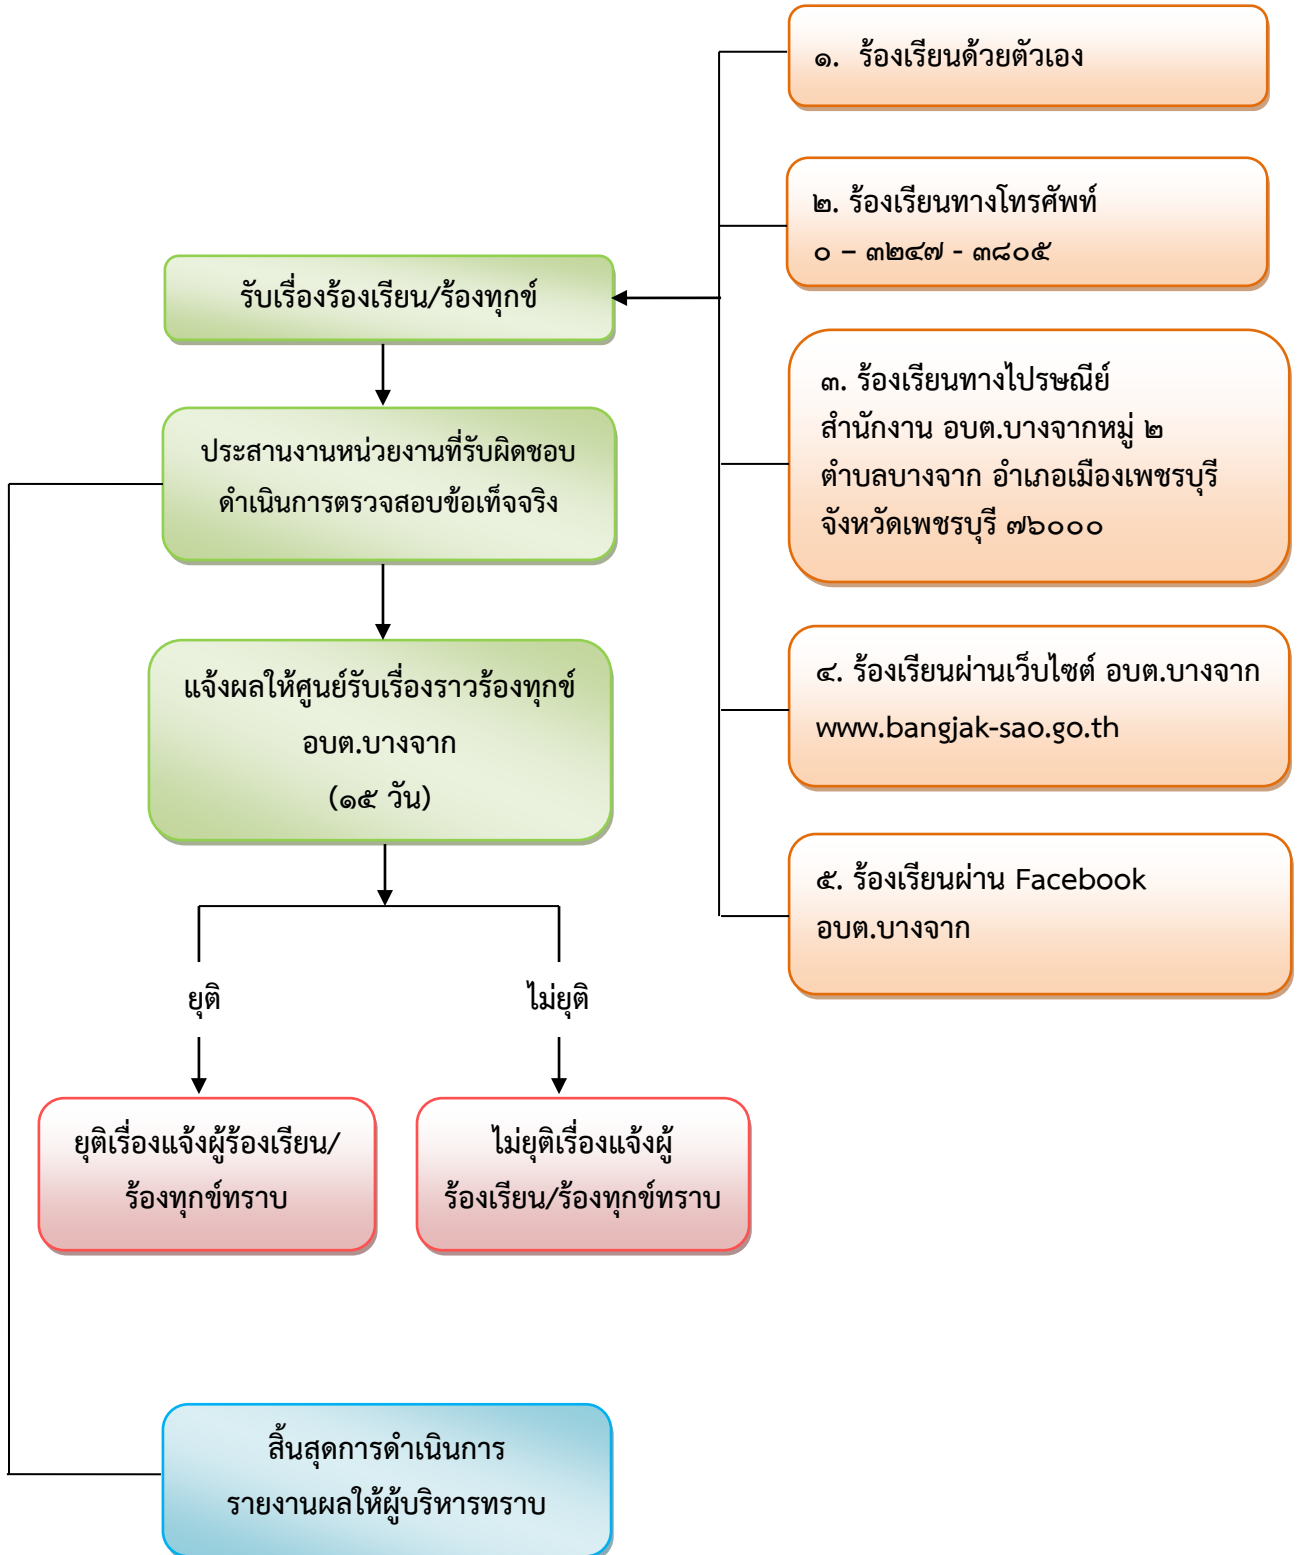 ๑. ร้องเรียนด้วยตัวเอง
๒. ร้องเรียนทางโทรศัพท์
๐ – ๓๒๔๗ - ๓๘๐๕
รับเรื่องร้องเรียน/ร้องทุกข์
๓. ร้องเรียนทางไปรษณีย์
สำนักงาน อบต.บางจากหมู่ ๒
ตำบลบางจาก อำเภอเมืองเพชรบุรี
จังหวัดเพชรบุรี ๗๖๐๐๐
ประสานงานหน่วยงานที่รับผิดชอบ
ดำเนินการตรวจสอบข้อเท็จจริง
แจ้งผลให้ศูนย์รับเรื่องราวร้องทุกข์
อบต.บางจาก
(๑๕ วัน)
๔. ร้องเรียนผ่านเว็บไซต์ อบต.บางจาก
www.bangjak-sao.go.th
๕. ร้องเรียนผ่าน Facebook
อบต.บางจาก
ยุติ
ไม่ยุติ
ยุติเรื่องแจ้งผู้ร้องเรียน/
ร้องทุกข์ทราบ
ไม่ยุติเรื่องแจ้งผู้
ร้องเรียน/ร้องทุกข์ทราบ
สิ้นสุดการดำเนินการ
รายงานผลให้ผู้บริหารทราบ